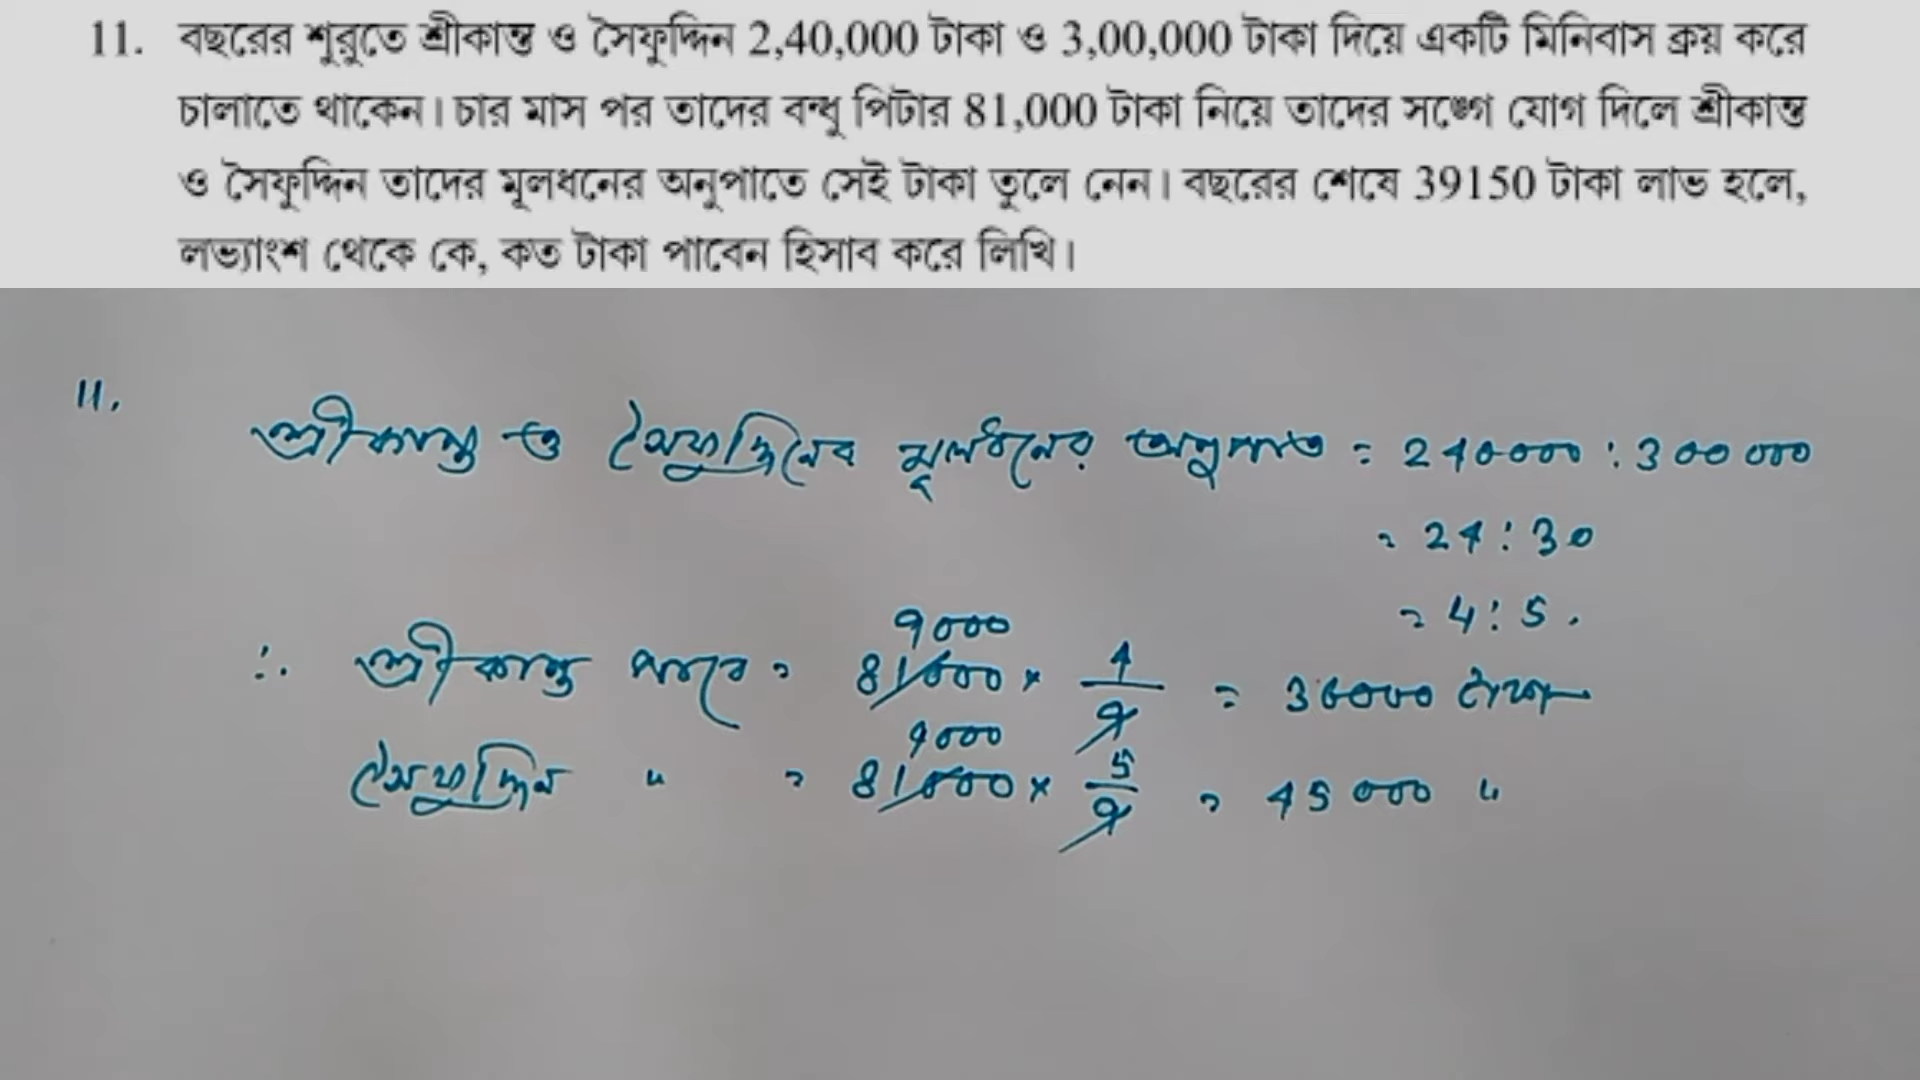 11. বছরের শুরুতে শ্রীকান্ত ও সৈফুদ্দিন 2,40,000 টাকা ও 3,00,000 টাকা দিয়ে একটি মিনিবাস ক্রয় করে
চালাতে থাকেন। চার মাস পর তাদের বন্ধু পিটার 81,000 টাকা নিয়ে তাদের সঙ্গে যোগ দিলে শ্রীকান্ত
ও সৈফুদ্দিন তাদের মূলধনের অনুপাতে সেই টাকা তুলে নেন। বছরের শেষে 39150 টাকা লাভ হলে,
লভ্যাংশ থেকে কে, কত টাকা পাবেন হিসাব করে লিখি।
11.
শ্রীকান্ত ও সৈফুদ্দিনের মূলধনের অনুপাত = 240000 : 300000
= 24 : 30
= 4 : 5.
9000
∴ শ্রীকান্ত পাবে = 81000 × 4/9 = 36000 টাকা
9000
সৈফুদ্দিন " = 81000 × 5/9 = 45000 "